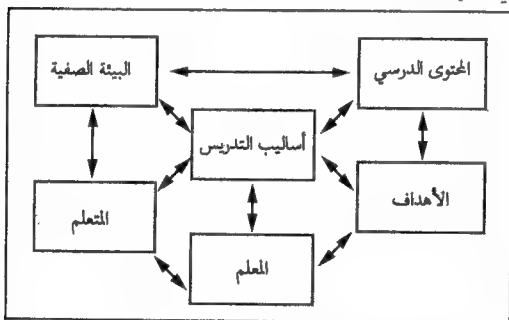 المحتوى الدرسي
البيئة الصفية
أساليب التدريس
الأهداف
المتعلم
المعلم